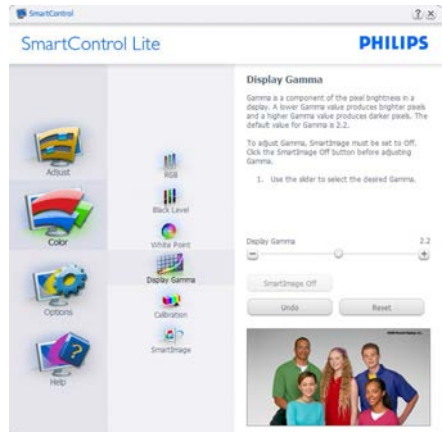 SmartControl
SmartControl Lite
PHILIPS
Adjust
Color
Options
Help
RGB
Black Level
White Point
Display Gamma
Calibration
SmartImage
Display Gamma
Gamma is a component of the pixel brightness in a
display. A lower Gamma value produces brighter pixels
and a higher Gamma value produces darker pixels. The
default value for Gamma is 2.2.
To adjust Gamma, SmartImage must be set to Off.
Click the SmartImage Off button before adjusting
Gamma.
1. Use the slider to select the desired Gamma.
Display Gamma 2.2
SmartImage Off
Undo Reset